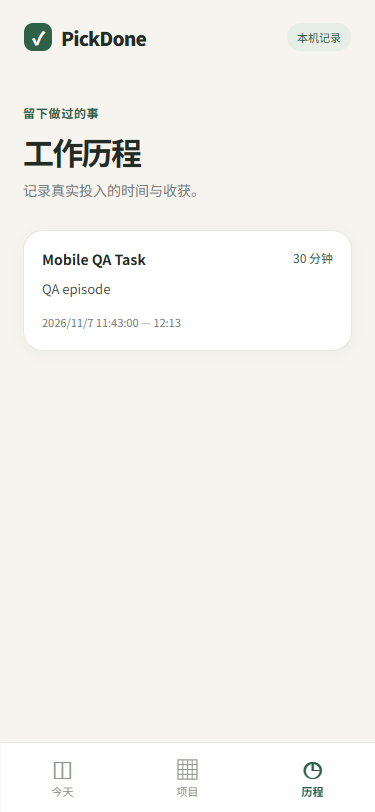 PickDone
本机记录
留下做过的事
工作历程
记录真实投入的时间与收获。
Mobile QA Task
30 分钟
QA episode
2026/11/7 11:43:00 — 12:13
今天
项目
历程